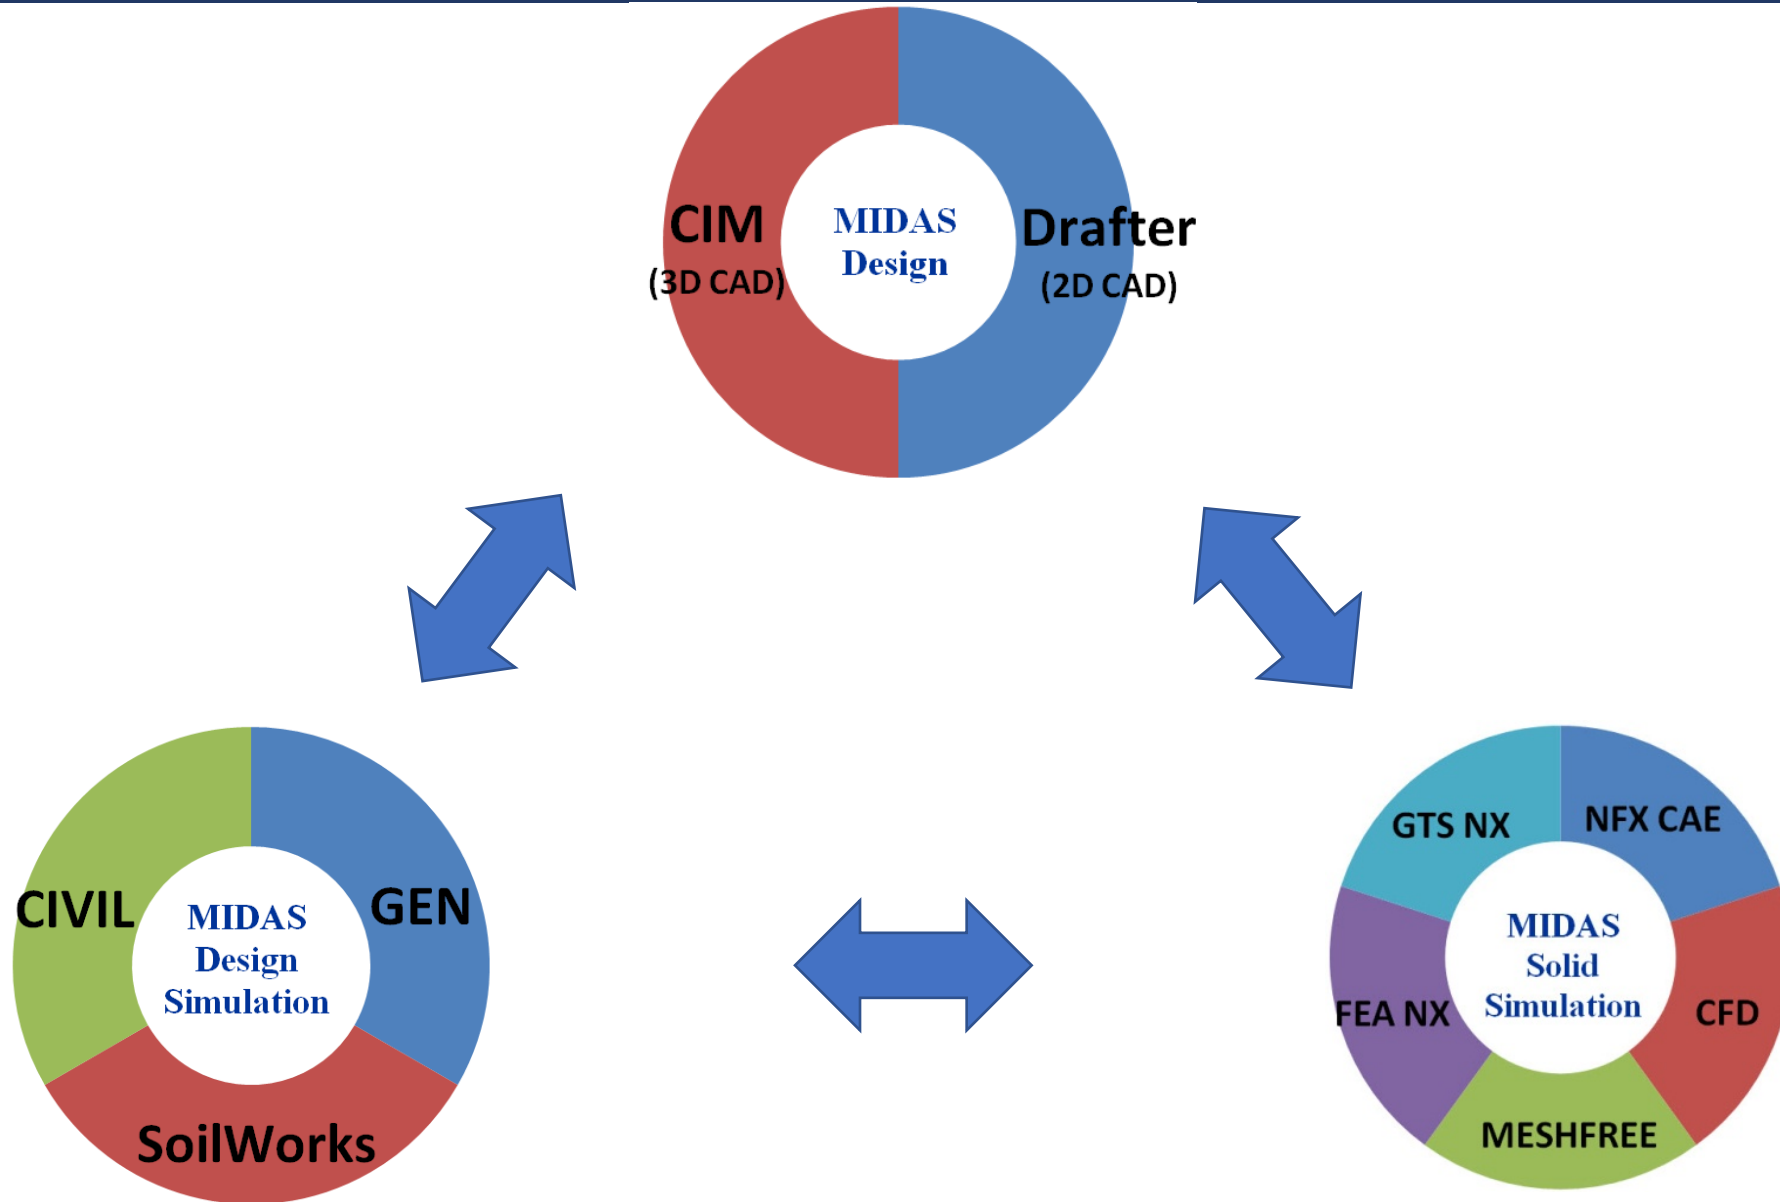 CIM
(3D CAD)
MIDAS
Design
Drafter
(2D CAD)
CIVIL
MIDAS
Design
Simulation
GEN
SoilWorks
GTS NX
NFX CAE
FEA NX
MIDAS
Solid
Simulation
CFD
MESHFREE